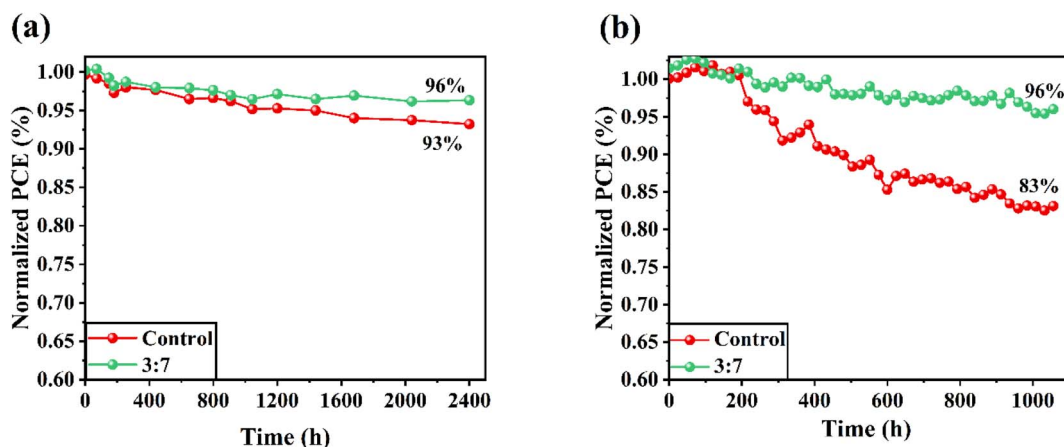 (a)
Normalized PCE (%)
1.00
0.95
0.90
0.85
0.80
0.75
0.70
0.65
0.60
96%
93%
Control
3:7
0 400 800 1200 1600 2000 2400
Time (h)
(b)
Normalized PCE (%)
1.00
0.95
0.90
0.85
0.80
0.75
0.70
0.65
0.60
96%
83%
Control
3:7
0 200 400 600 800 1000
Time (h)